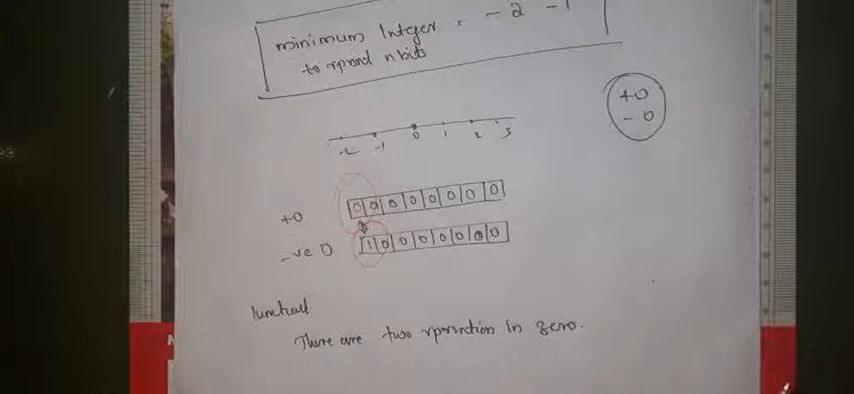 minimum Integer = - 2 - 1
to rprond n bits
+0
- 0
-2 -1 0 1 2 3
+0 0 0 0 0 0 0 0 0
-ve 0 1 0 0 0 0 0 0 0
There are two rporsntion in zero.